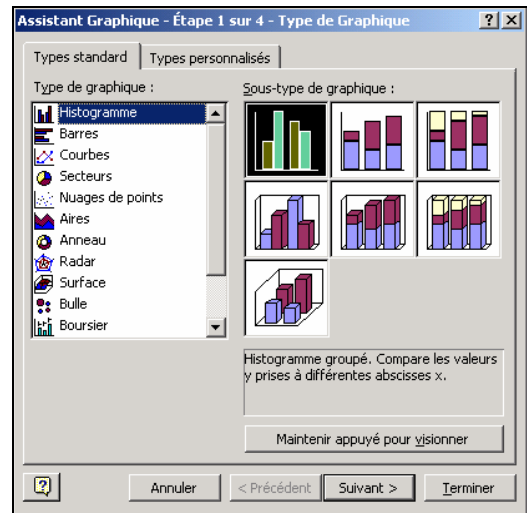 Assistant Graphique - Étape 1 sur 4 - Type de Graphique
Types standard
Types personnalisés
Type de graphique :
Histogramme
Barres
Courbes
Secteurs
Nuages de points
Aires
Anneau
Radar
Surface
Bulle
Boursier
Sous-type de graphique :
Histogramme groupé. Compare les valeurs
y prises à différentes abscisses x.
Maintenir appuyé pour visionner
Annuler
< Précédent
Suivant >
Terminer